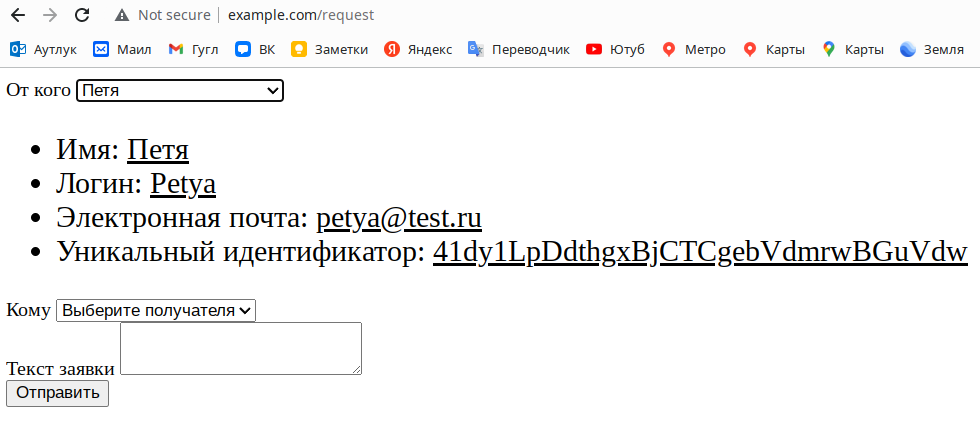 Not secure | example.com/request
Аутлук Маил Гугл ВК Заметки Яндекс Переводчик Ютуб Метро Карты Карты Земля
От кого Петя
Имя: Петя
Логин: Petya
Электронная почта: petya@test.ru
Уникальный идентификатор: 41dy1LpDdthgxBjCTCgebVdmrwBGuVdw
Кому Выберите получателя
Текст заявки
Отправить